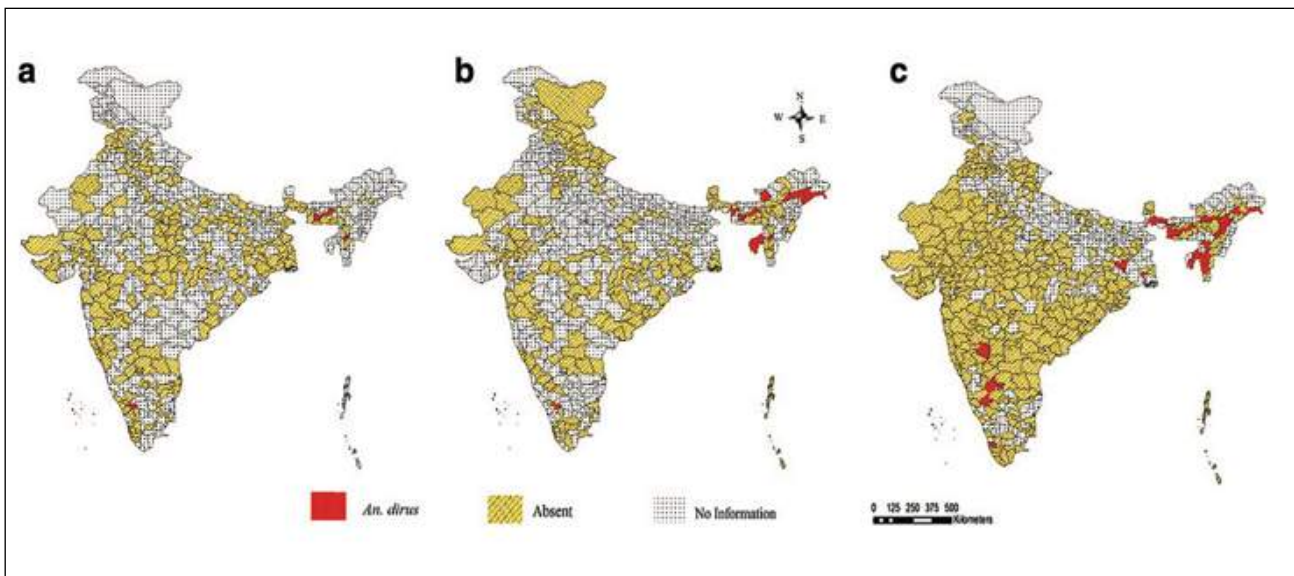 a
b
c
N
W E
S
An. dirus
Absent
No Information
0 125 250 375 500
Kilometers